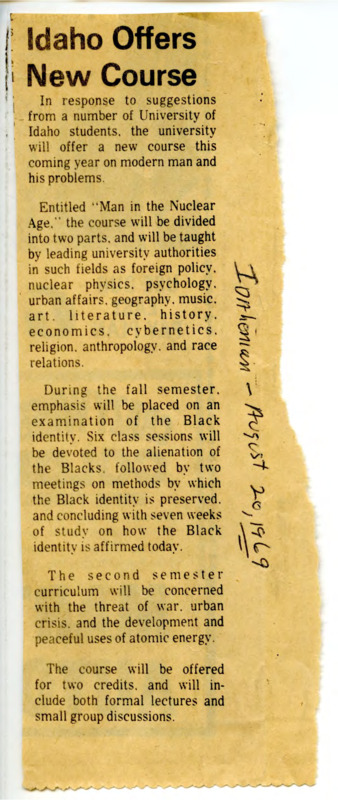 Idaho Offers
New Course
In response to suggestions
from a number of University of
Idaho students, the university
will offer a new course this
coming year on modern man and
his problems.
Entitled "Man in the Nuclear
Age," the course will be divided
into two parts, and will be taught
by leading university authorities
in such fields as foreign policy,
nuclear physics, psychology,
urban affairs, geography, music,
art, literature, history,
economics, cybernetics,
religion, anthropology, and race
relations.
During the fall semester,
emphasis will be placed on an
examination of the Black
identity. Six class sessions will
be devoted to the alienation of
the Blacks, followed by two
meetings on methods by which
the Black identity is preserved,
and concluding with seven weeks
of study on how the Black
identity is affirmed today.
The second semester
curriculum will be concerned
with the threat of war, urban
crisis, and the development and
peaceful uses of atomic energy.
The course will be offered
for two credits, and will in-
clude both formal lectures and
small group discussions.
Idahonian - August 20, 1969